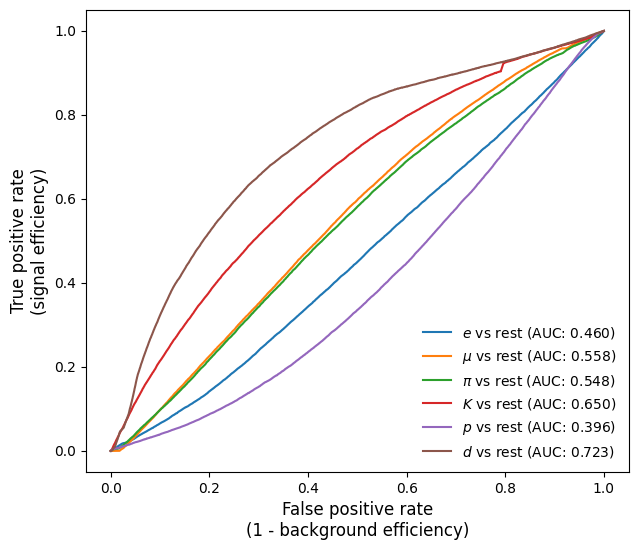 True positive rate
(signal efficiency)
1.0
0.8
0.6
0.4
0.2
0.0
e vs rest (AUC: 0.460)
μ vs rest (AUC: 0.558)
π vs rest (AUC: 0.548)
K vs rest (AUC: 0.650)
p vs rest (AUC: 0.396)
d vs rest (AUC: 0.723)
0.0 0.2 0.4 0.6 0.8 1.0
False positive rate
(1 - background efficiency)